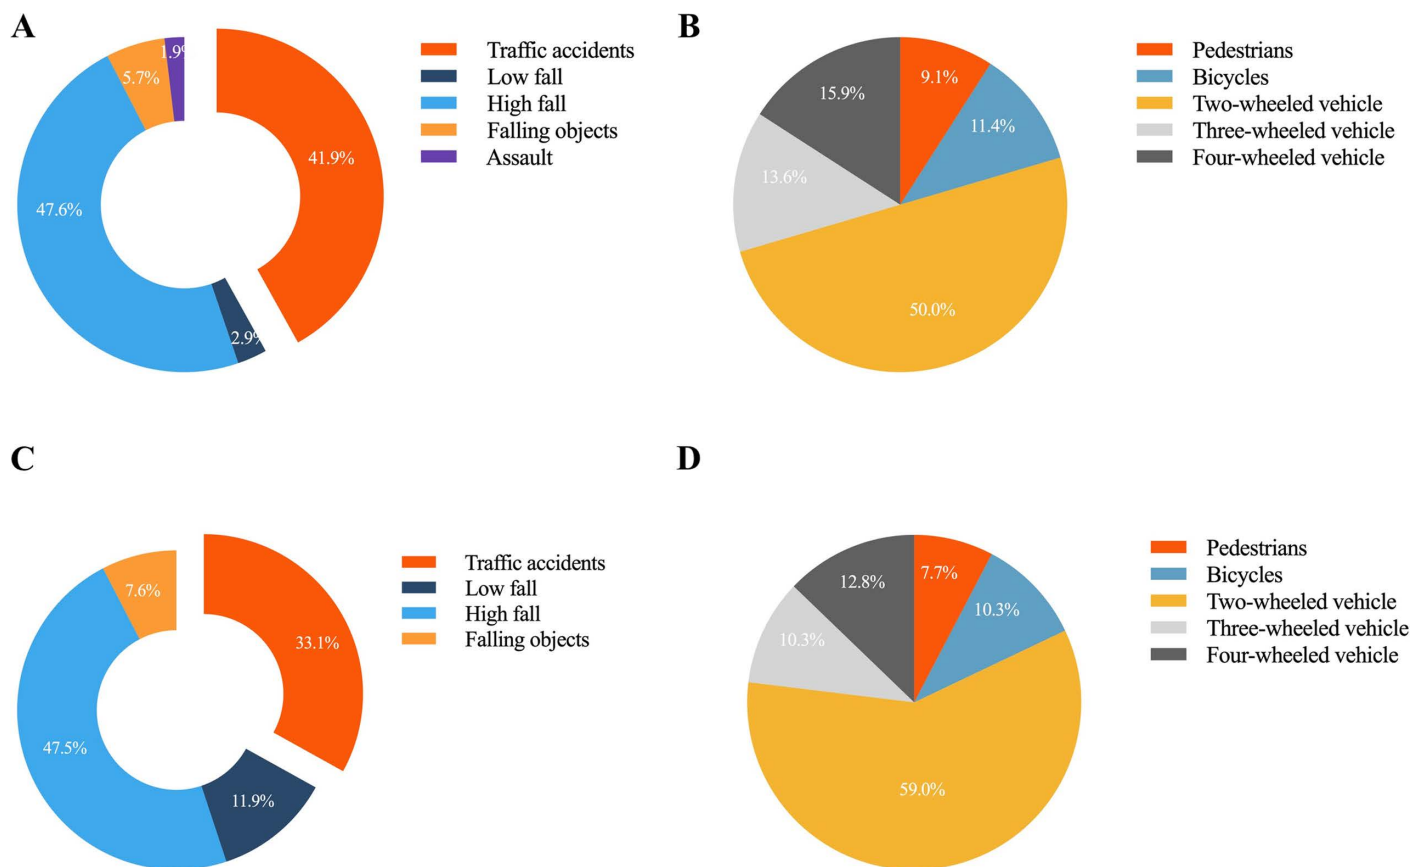 A
1.9%
5.7%
41.9%
47.6%
2.9%
Traffic accidents
Low fall
High fall
Falling objects
Assault
B
9.1%
15.9%
11.4%
13.6%
50.0%
Pedestrians
Bicycles
Two-wheeled vehicle
Three-wheeled vehicle
Four-wheeled vehicle
C
7.6%
33.1%
47.5%
11.9%
Traffic accidents
Low fall
High fall
Falling objects
D
7.7%
12.8%
10.3%
10.3%
59.0%
Pedestrians
Bicycles
Two-wheeled vehicle
Three-wheeled vehicle
Four-wheeled vehicle